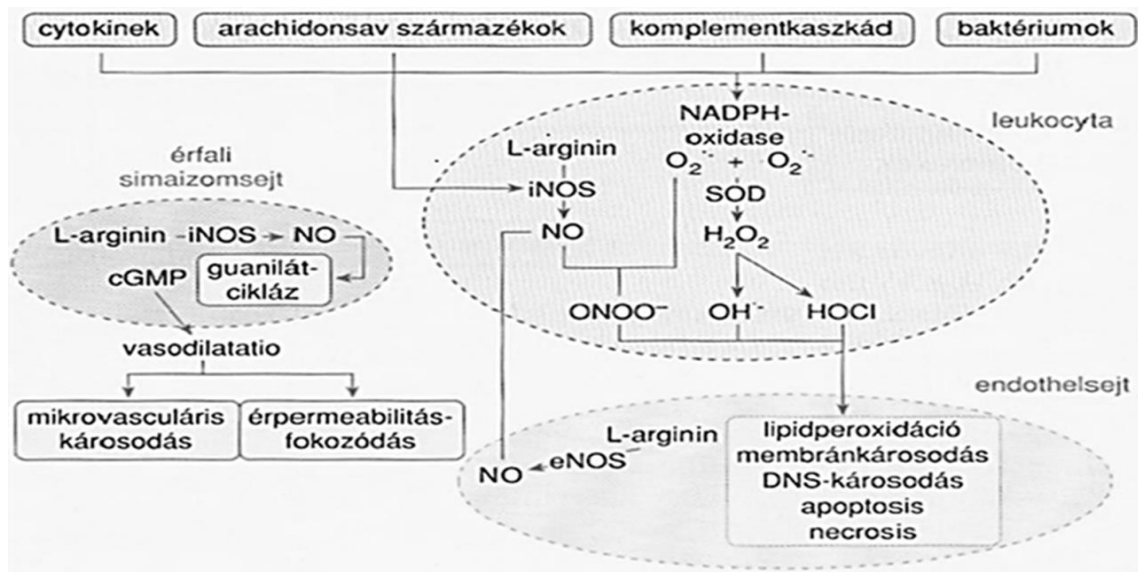 cytokinek
arachidonsav származékok
komplementkaszkád
baktériumok
leukocyta
NADPH-
oxidase
L-arginin
O₂˙⁻ + O₂˙⁻
iNOS
SOD
NO
H₂O₂
ONOO⁻
OH˙
HOCl
érfali
simaizomsejt
L-arginin iNOS NO
cGMP
guanilát-
cikláz
vasodilatatio
mikrovasculáris
károsodás
érpermeabilitás-
fokozódás
endothelsejt
L-arginin
eNOS
NO
lipidperoxidáció
membránkárosodás
DNS-károsodás
apoptosis
necrosis